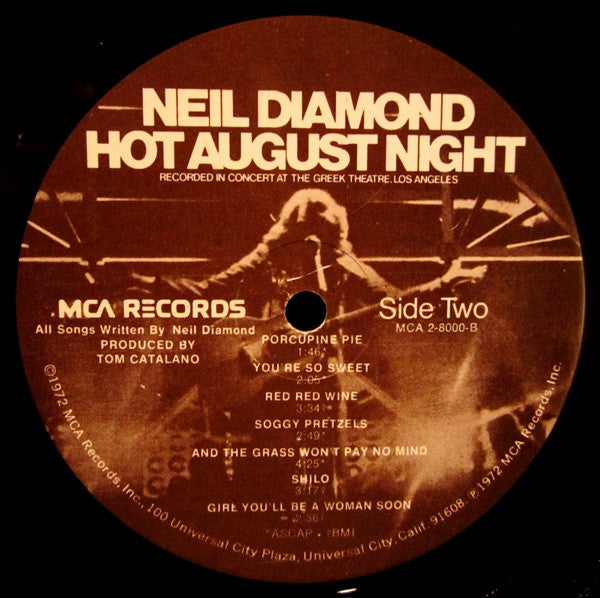 NEIL DIAMOND
HOT AUGUST NIGHT
RECORDED IN CONCERT AT THE GREEK THEATRE, LOS ANGELES
MCA RECORDS
Side Two
MCA 2-8000-B
All Songs Written By Neil Diamond
PRODUCED BY
TOM CATALANO
PORCUPINE PIE
1:46
YOU'RE SO SWEET
2:05
RED RED WINE
3:34
SOGGY PRETZELS
2:49
AND THE GRASS WON'T PAY NO MIND
4:25
SHILO
3:17
GIRL YOU'LL BE A WOMAN SOON
2:36
*ASCAP • †BMI
©1972 MCA Records, Inc., 100 Universal City Plaza, Universal City, Calif. 91608. ℗ 1972 MCA Records, Inc.